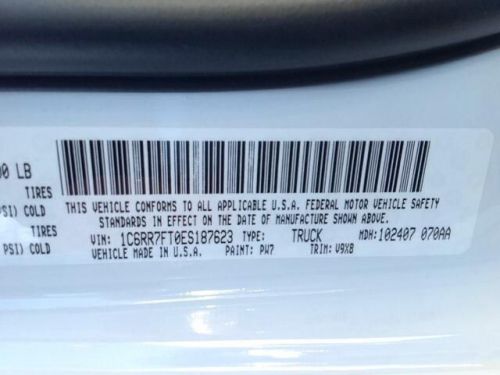 00 LB
TIRES
PSI) COLD
TIRES
PSI) COLD
THIS VEHICLE CONFORMS TO ALL APPLICABLE U.S.A. FEDERAL MOTOR VEHICLE SAFETY
STANDARDS IN EFFECT ON THE DATE OF MANUFACTURE SHOWN ABOVE.
VIN: 1C6RR7FT0ES187623 TYPE: TRUCK MDH: 102407 070AA
VEHICLE MADE IN U.S.A. PAINT: PW7 TRIM: V9X8